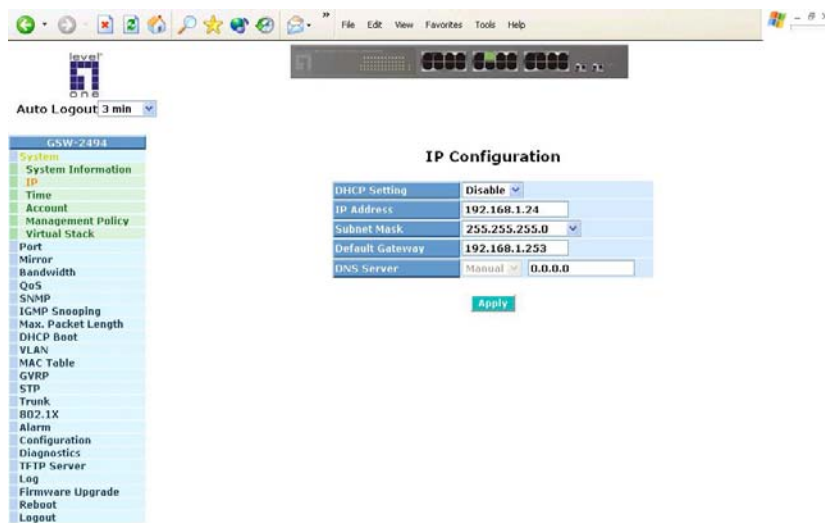 File Edit View Favorites Tools Help
level
one
Auto Logout 3 min
GSW-2494
System
System Information
IP
Time
Account
Management Policy
Virtual Stack
Port
Mirror
Bandwidth
QoS
SNMP
IGMP Snooping
Max. Packet Length
DHCP Boot
VLAN
MAC Table
GVRP
STP
Trunk
802.1X
Alarm
Configuration
Diagnostics
TFTP Server
Log
Firmware Upgrade
Reboot
Logout
IP Configuration
DHCP Setting Disable
IP Address 192.168.1.24
Subnet Mask 255.255.255.0
Default Gateway 192.168.1.253
DNS Server Manual 0.0.0.0
Apply